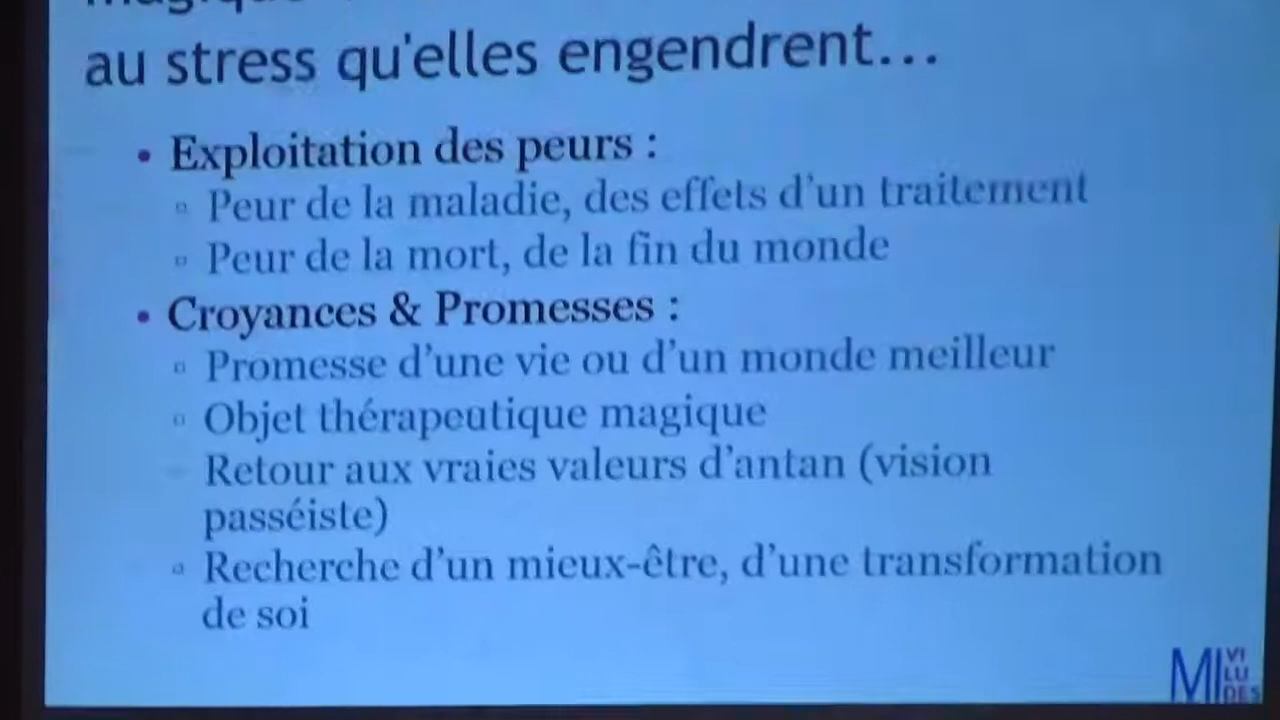 magique
au stress qu'elles engendrent...
• Exploitation des peurs :
▫ Peur de la maladie, des effets d'un traitement
▫ Peur de la mort, de la fin du monde
• Croyances & Promesses :
▫ Promesse d'une vie ou d'un monde meilleur
▫ Objet thérapeutique magique
Retour aux vraies valeurs d'antan (vision
passéiste)
▫ Recherche d'un mieux-être, d'une transformation
de soi
MI VI
LU
DES